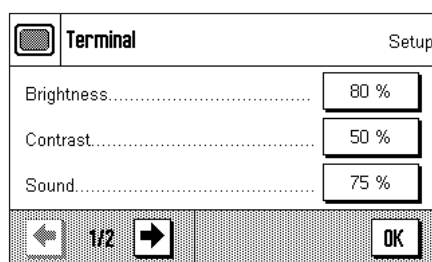 Terminal Setup
Brightness.................................... 80 %
Contrast....................................... 50 %
Sound.......................................... 75 %
1/2 OK